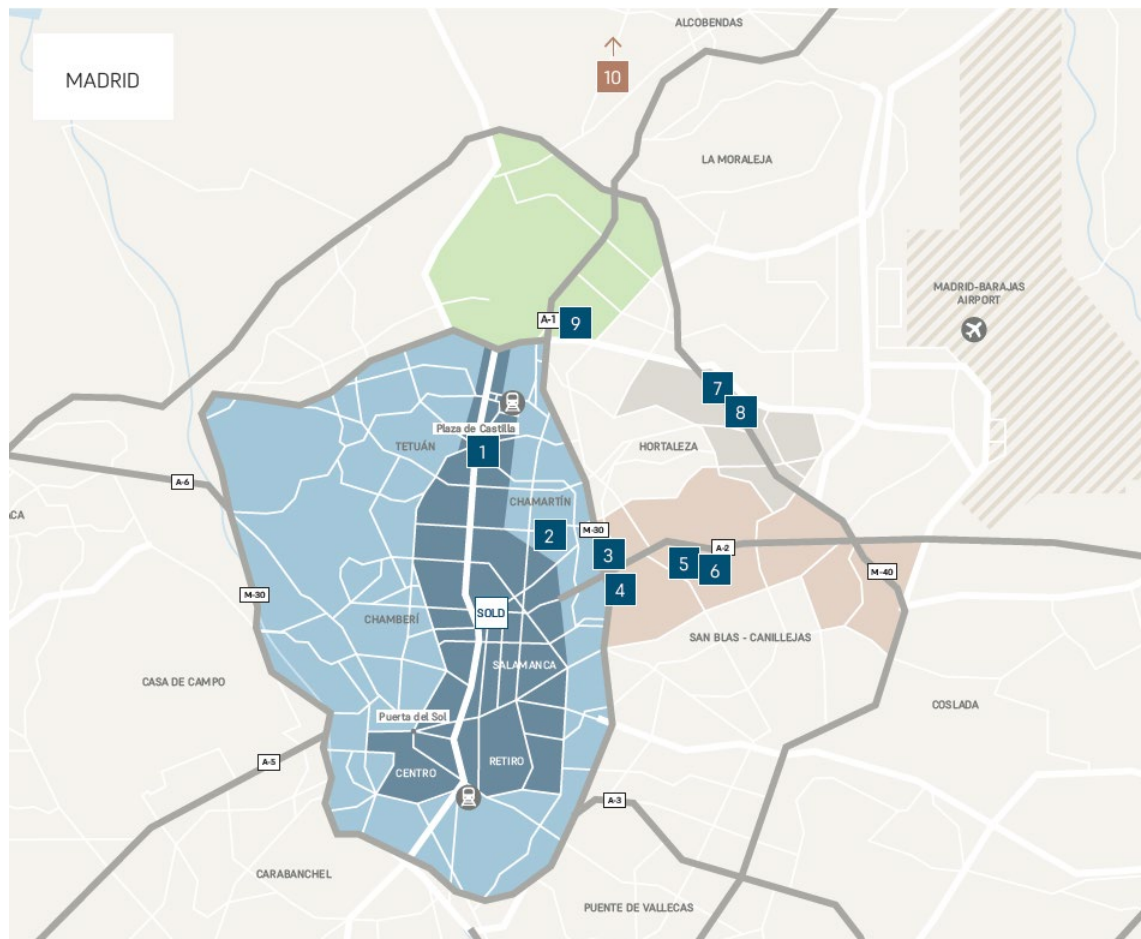 ALCOBENDAS
MADRID
10
LA MORALEJA
MADRID-BARAJAS
AIRPORT
A-1
9
7
8
Plaza de Castilla
TETUÁN
1
HORTALEZA
A-6
CHAMARTÍN
ACA
M-30
2
3
A-2
5
6
M-40
4
M-30
SOLD
CHAMBERÍ
SAN BLAS - CANILLEJAS
SALAMANCA
CASA DE CAMPO
COSLADA
Puerta del Sol
A-5
RETIRO
CENTRO
A-3
CARABANCHEL
PUENTE DE VALLECAS